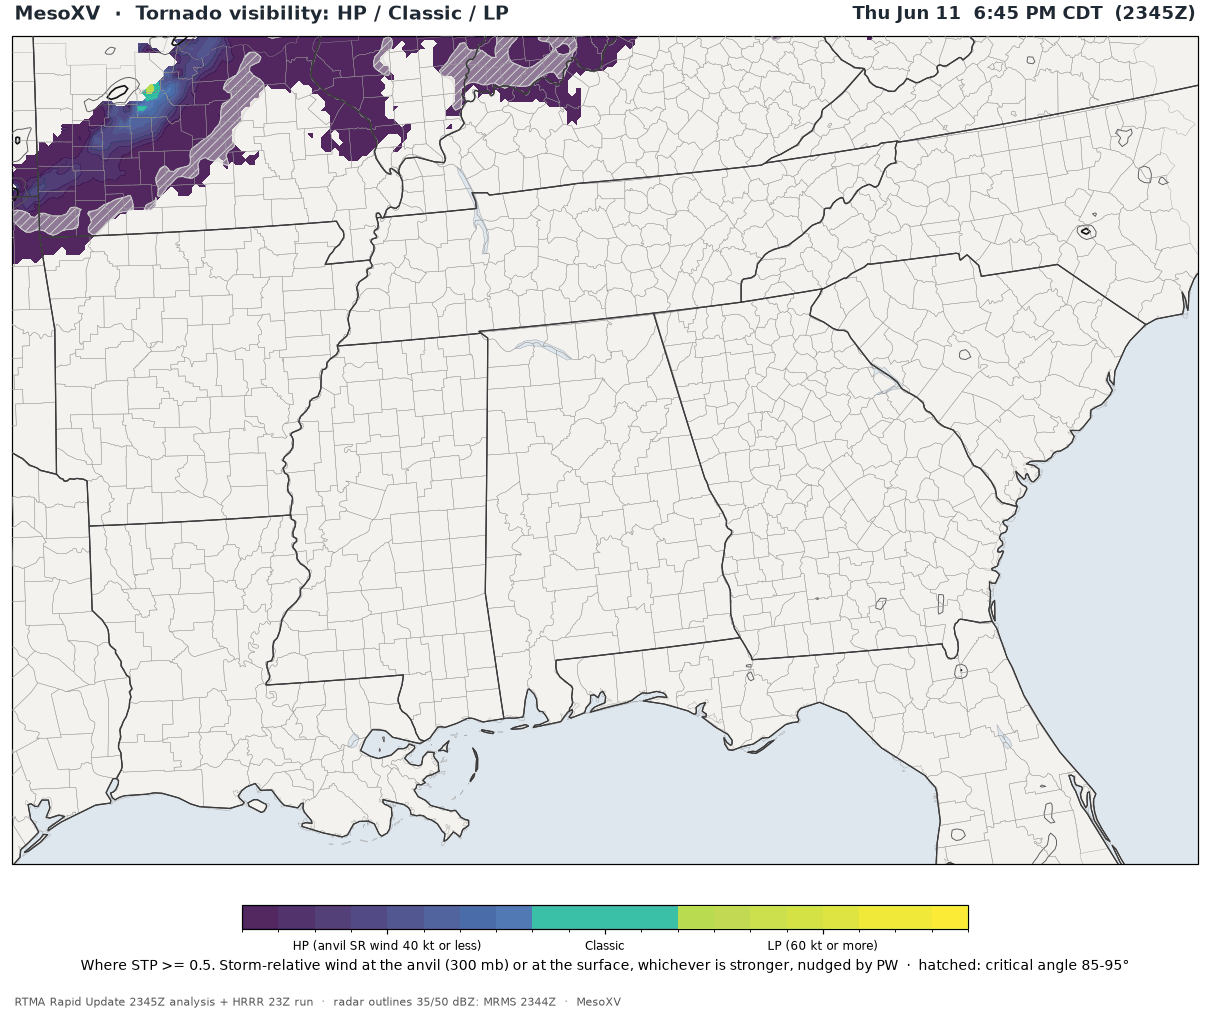 MesoXV · Tornado visibility: HP / Classic / LP
Thu Jun 11 6:45 PM CDT (2345Z)
HP (anvil SR wind 40 kt or less)
Classic
LP (60 kt or more)
Where STP >= 0.5. Storm-relative wind at the anvil (300 mb) or at the surface, whichever is stronger, nudged by PW · hatched: critical angle 85-95°
RTMA Rapid Update 2345Z analysis + HRRR 23Z run · radar outlines 35/50 dBZ: MRMS 2344Z · MesoXV